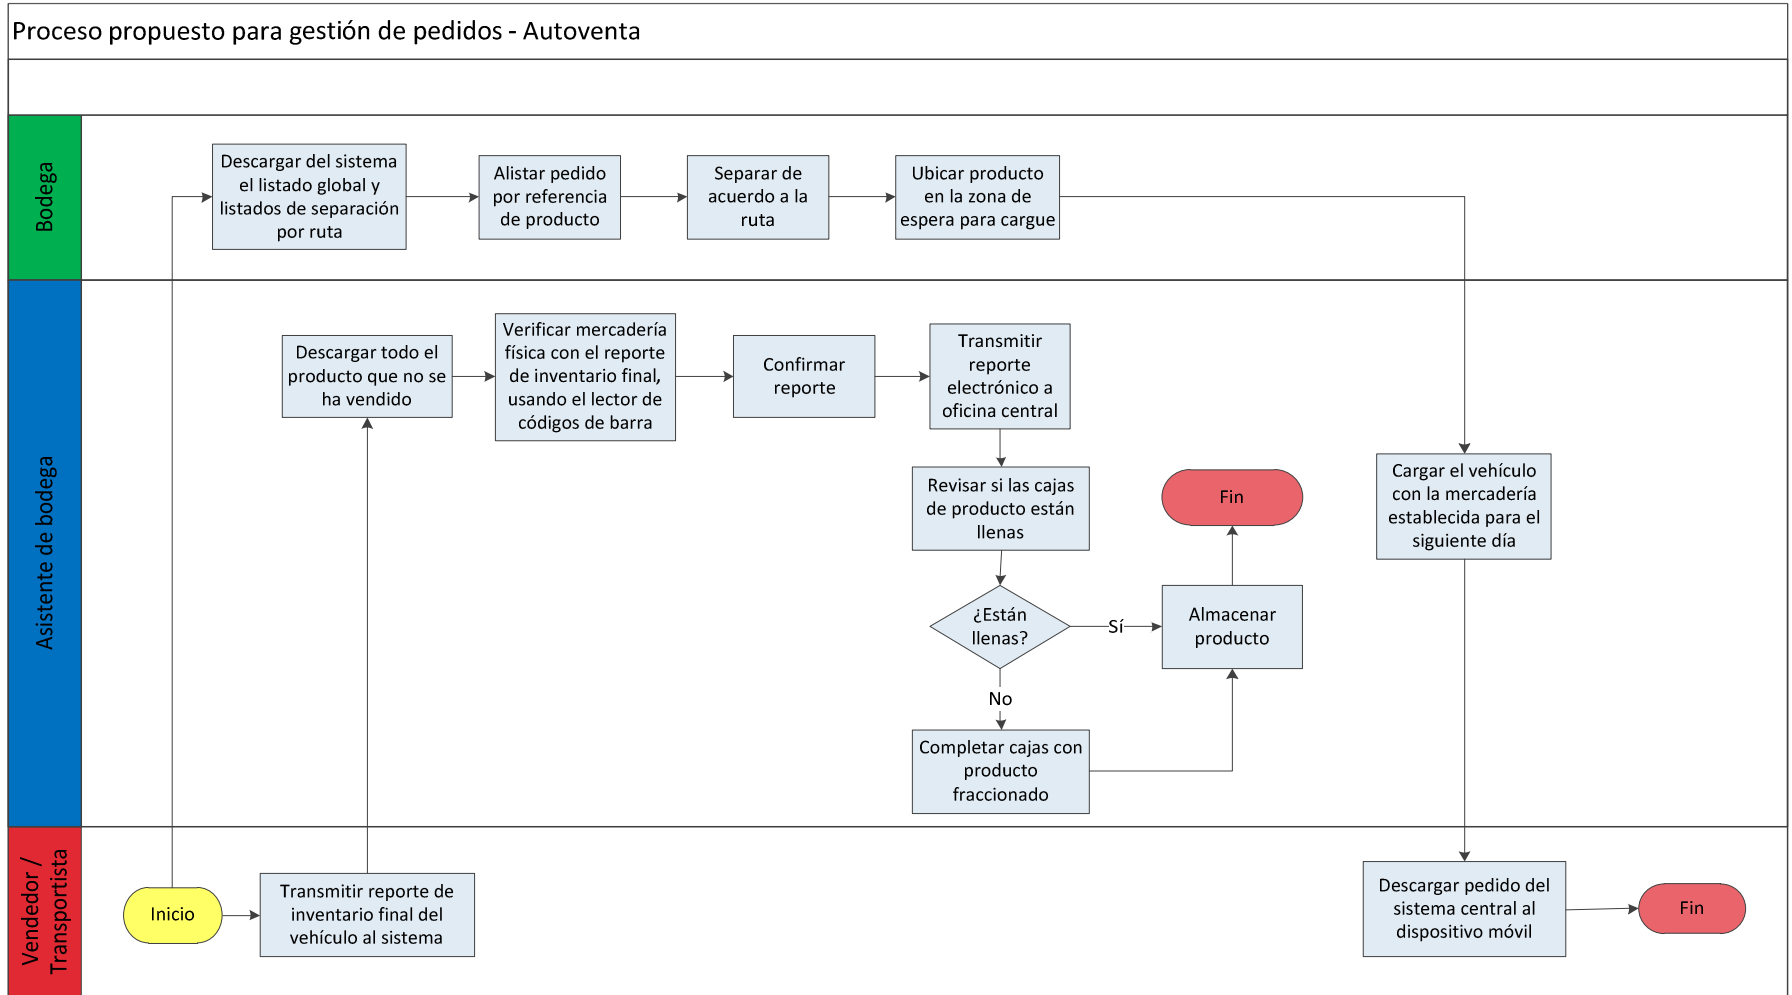 Proceso propuesto para gestión de pedidos - Autoventa
Bodega
Descargar del sistema
el listado global y
listados de separación
por ruta
Alistar pedido
por referencia
de producto
Separar de
acuerdo a la
ruta
Ubicar producto
en la zona de
espera para cargue
Asistente de bodega
Descargar todo el
producto que no se
ha vendido
Verificar mercadería
física con el reporte
de inventario final,
usando el lector de
códigos de barra
Confirmar
reporte
Transmitir
reporte
electrónico a
oficina central
Revisar si las cajas
de producto están
llenas
Fin
Cargar el vehículo
con la mercadería
establecida para el
siguiente día
¿Están
llenas?
Sí
Almacenar
producto
No
Completar cajas con
producto
fraccionado
Vendedor /
Transportista
Inicio
Transmitir reporte de
inventario final del
vehículo al sistema
Descargar pedido del
sistema central al
dispositivo móvil
Fin